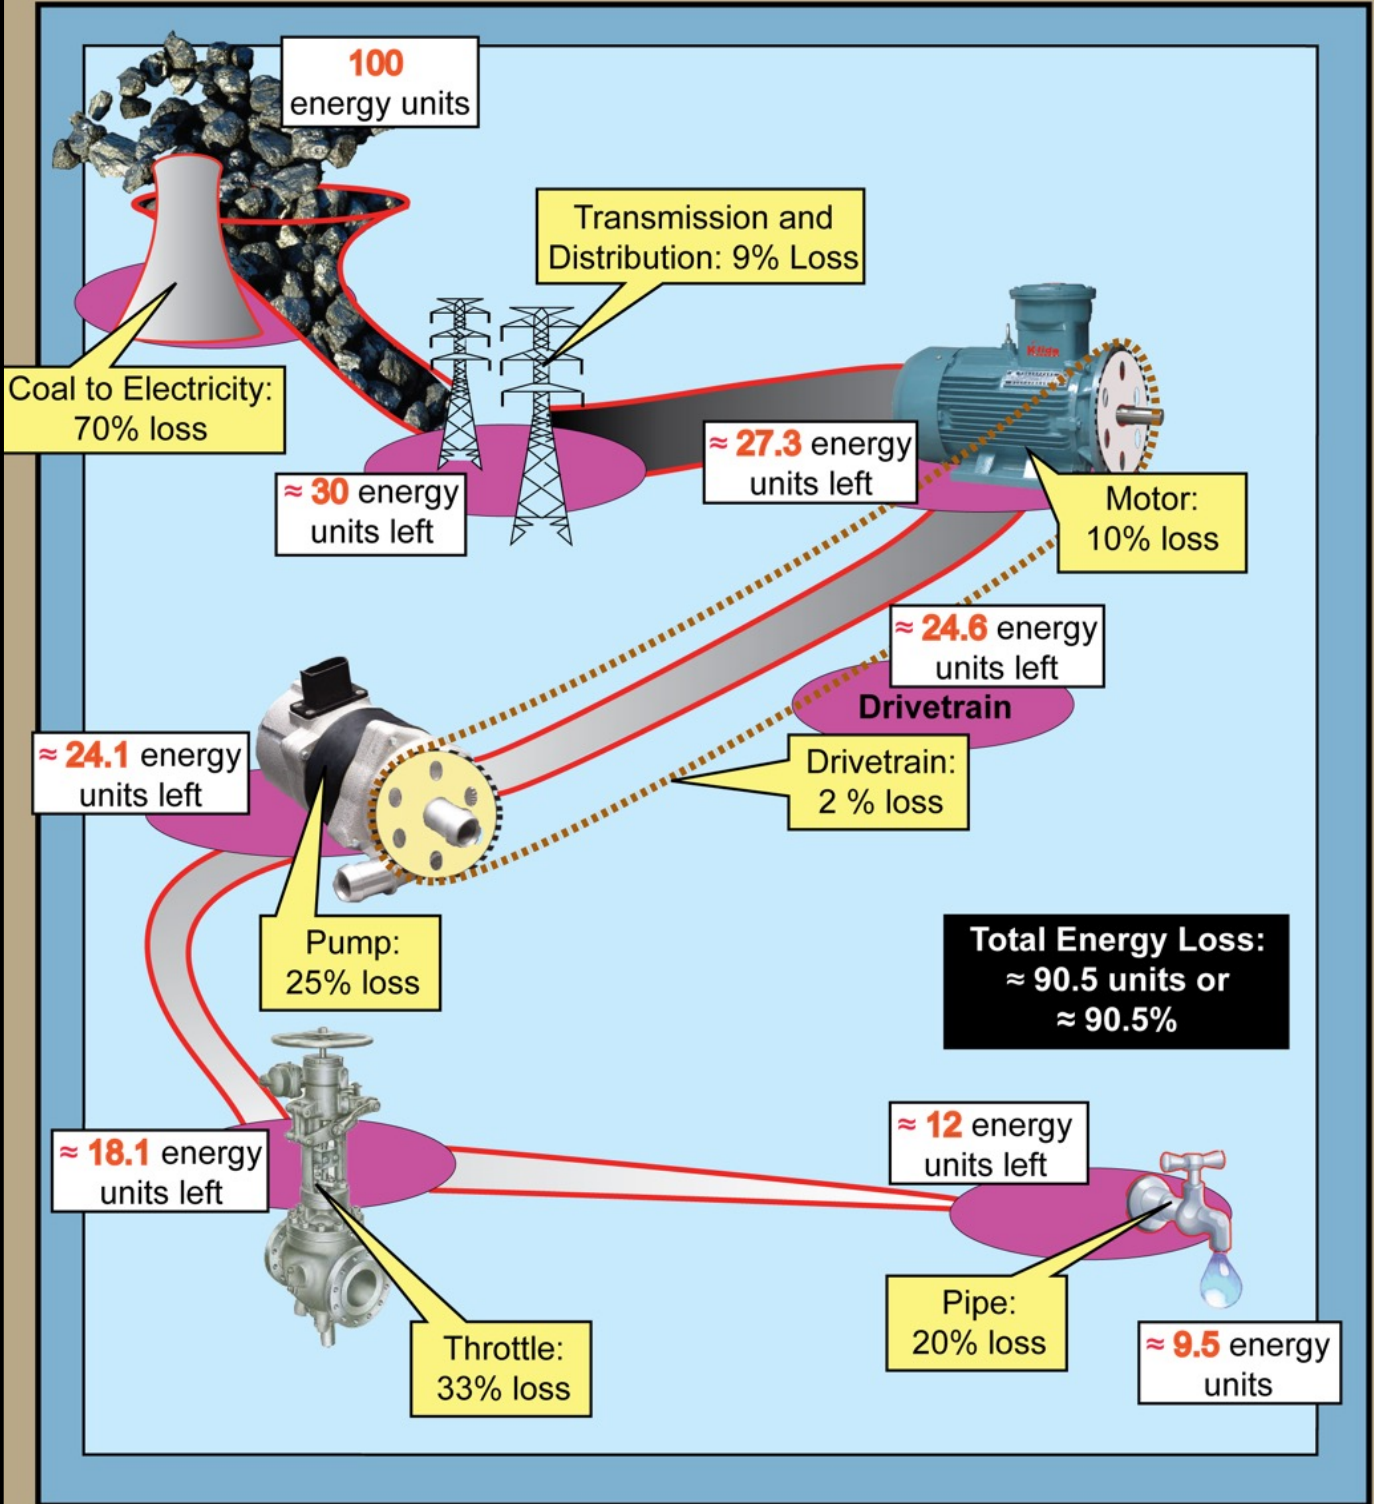 100
energy units
Transmission and
Distribution: 9% Loss
Coal to Electricity:
70% loss
≈ 30 energy
units left
≈ 27.3 energy
units left
Motor:
10% loss
≈ 24.6 energy
units left
Drivetrain
Drivetrain:
2 % loss
≈ 24.1 energy
units left
Pump:
25% loss
Total Energy Loss:
≈ 90.5 units or
≈ 90.5%
≈ 18.1 energy
units left
Throttle:
33% loss
≈ 12 energy
units left
Pipe:
20% loss
≈ 9.5 energy
units